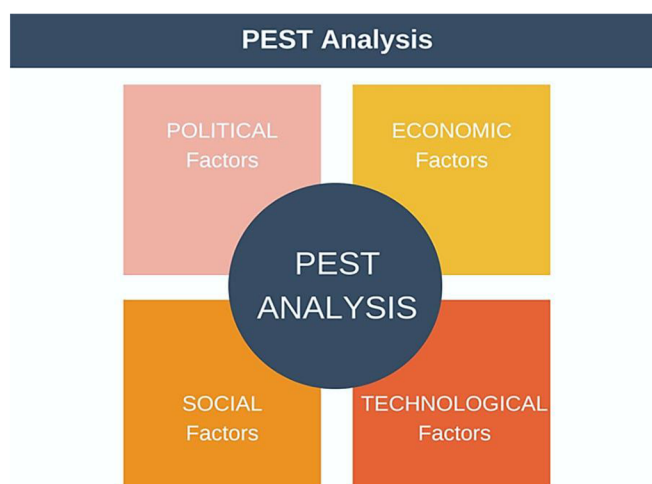 PEST Analysis
POLITICAL
Factors
ECONOMIC
Factors
PEST
ANALYSIS
SOCIAL
Factors
TECHNOLOGICAL
Factors